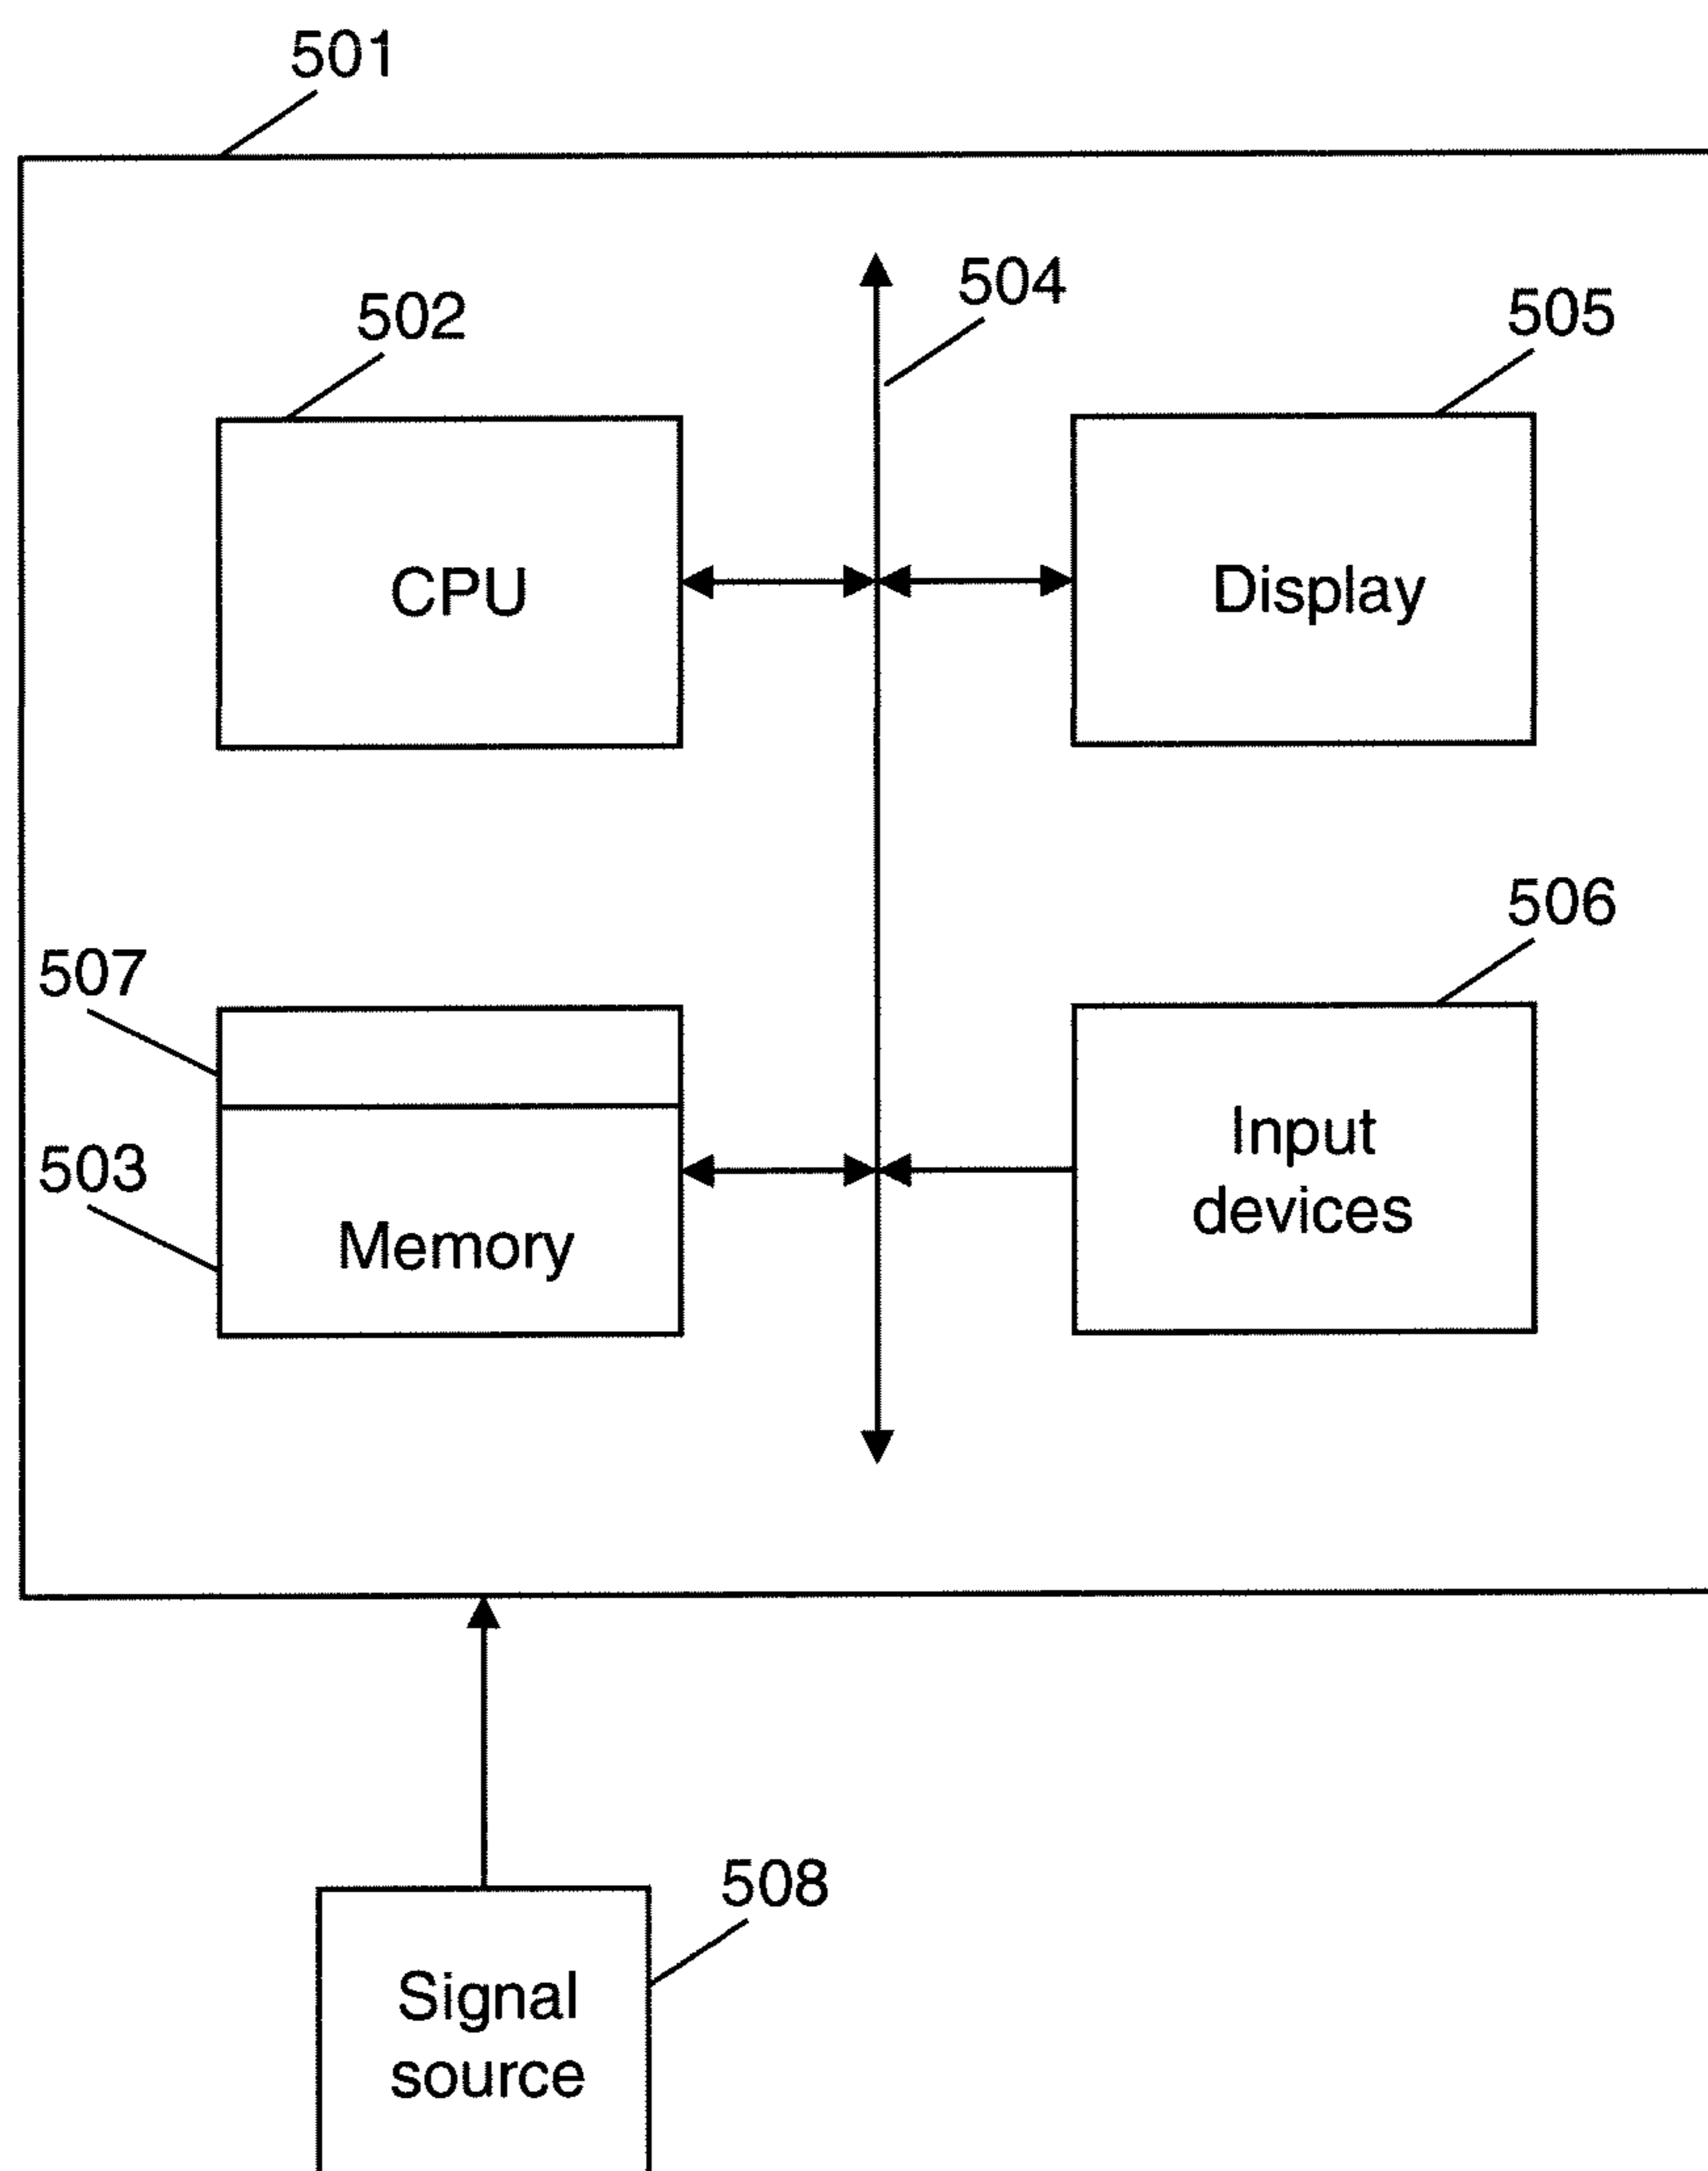 501
504
502
505
CPU
Display
506
507
Input
devices
503
Memory
508
Signal
source